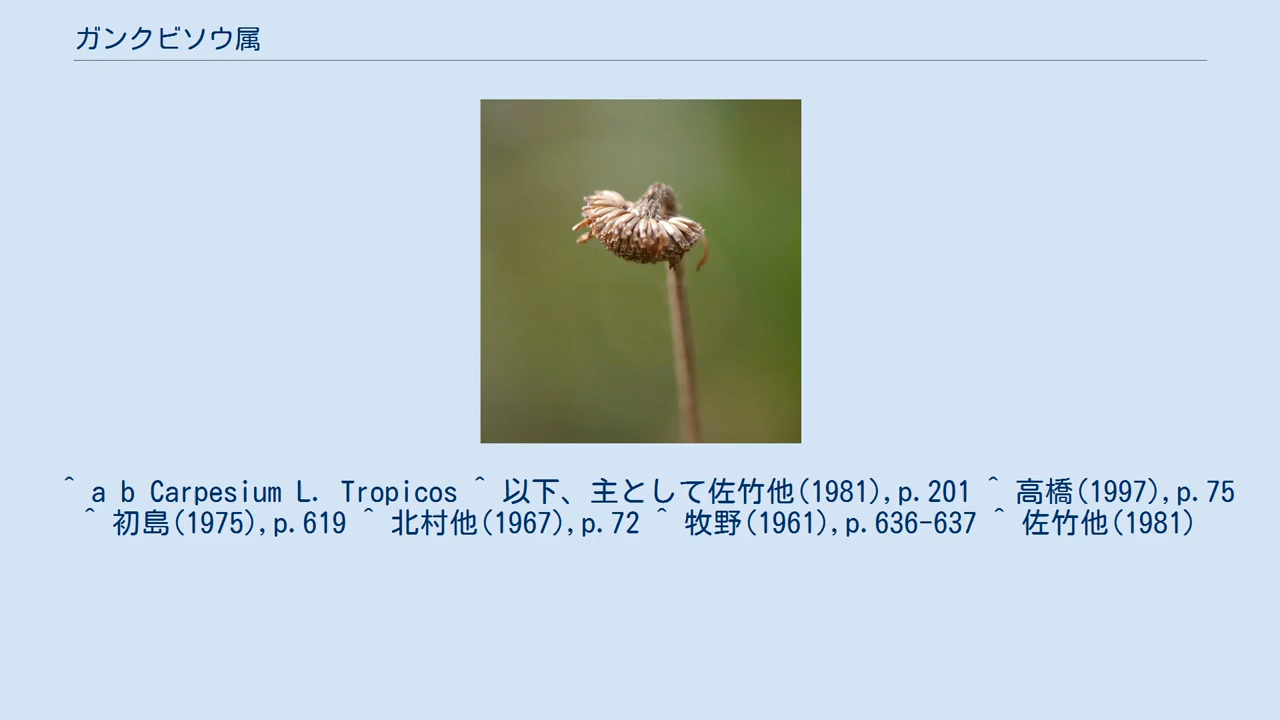 ガンクビソウ属
^ a b Carpesium L. Tropicos ^ 以下、主として佐竹他(1981),p.201 ^ 高橋(1997),p.75
^ 初島(1975),p.619 ^ 北村他(1967),p.72 ^ 牧野(1961),p.636-637 ^ 佐竹他(1981)